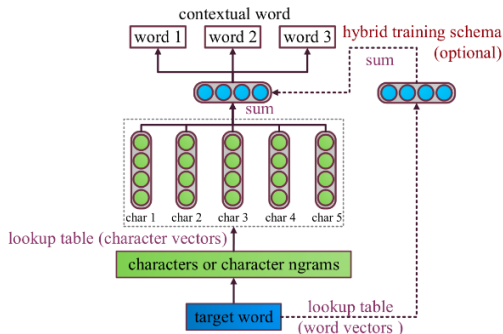 contextual word
word 1 word 2 word 3
hybrid training schema
(optional)
sum
sum
char 1 char 2 char 3 char 4 char 5
lookup table (character vectors)
characters or character ngrams
target word
lookup table
(word vectors )